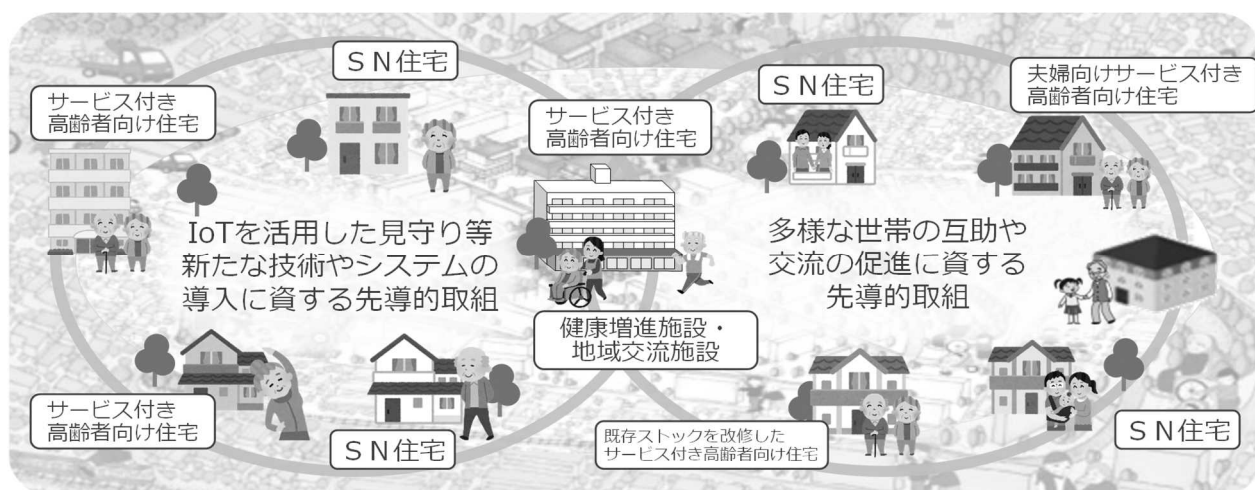 ＳＮ住宅
サービス付き
高齢者向け住宅
サービス付き
高齢者向け住宅
ＳＮ住宅
夫婦向けサービス付き
高齢者向け住宅
IoTを活用した見守り等
新たな技術やシステムの
導入に資する先導的取組
多様な世帯の互助や
交流の促進に資する
先導的取組
健康増進施設・
地域交流施設
サービス付き
高齢者向け住宅
ＳＮ住宅
既存ストックを改修した
サービス付き高齢者向け住宅
ＳＮ住宅